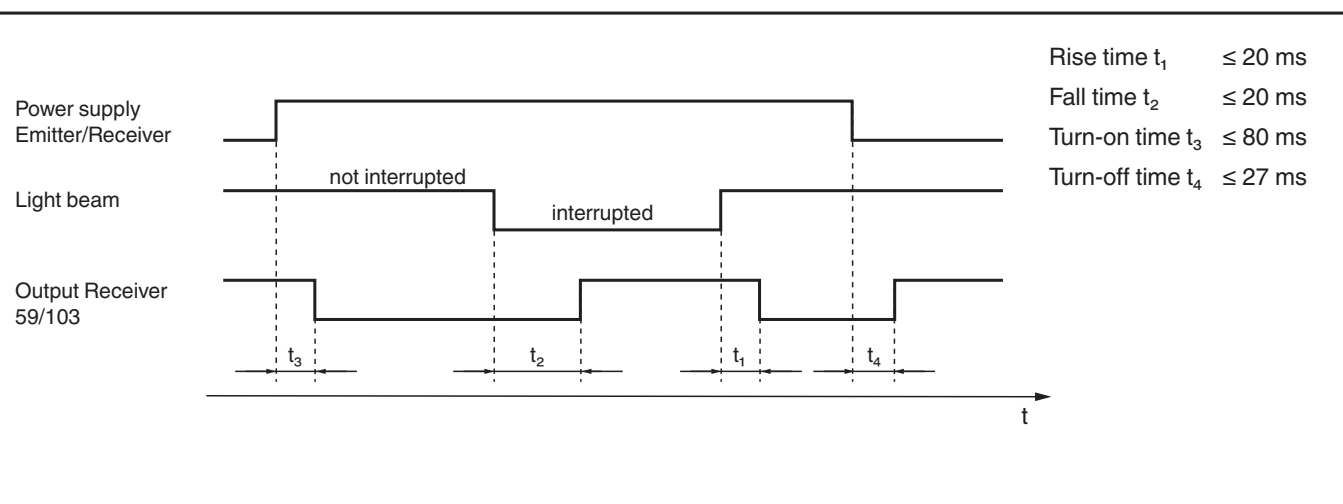 Rise time t₁ ≤ 20 ms
Fall time t₂ ≤ 20 ms
Turn-on time t₃ ≤ 80 ms
Turn-off time t₄ ≤ 27 ms
Power supply
Emitter/Receiver
not interrupted
Light beam
interrupted
Output Receiver
59/103
t₃
t₂
t₁
t₄
t